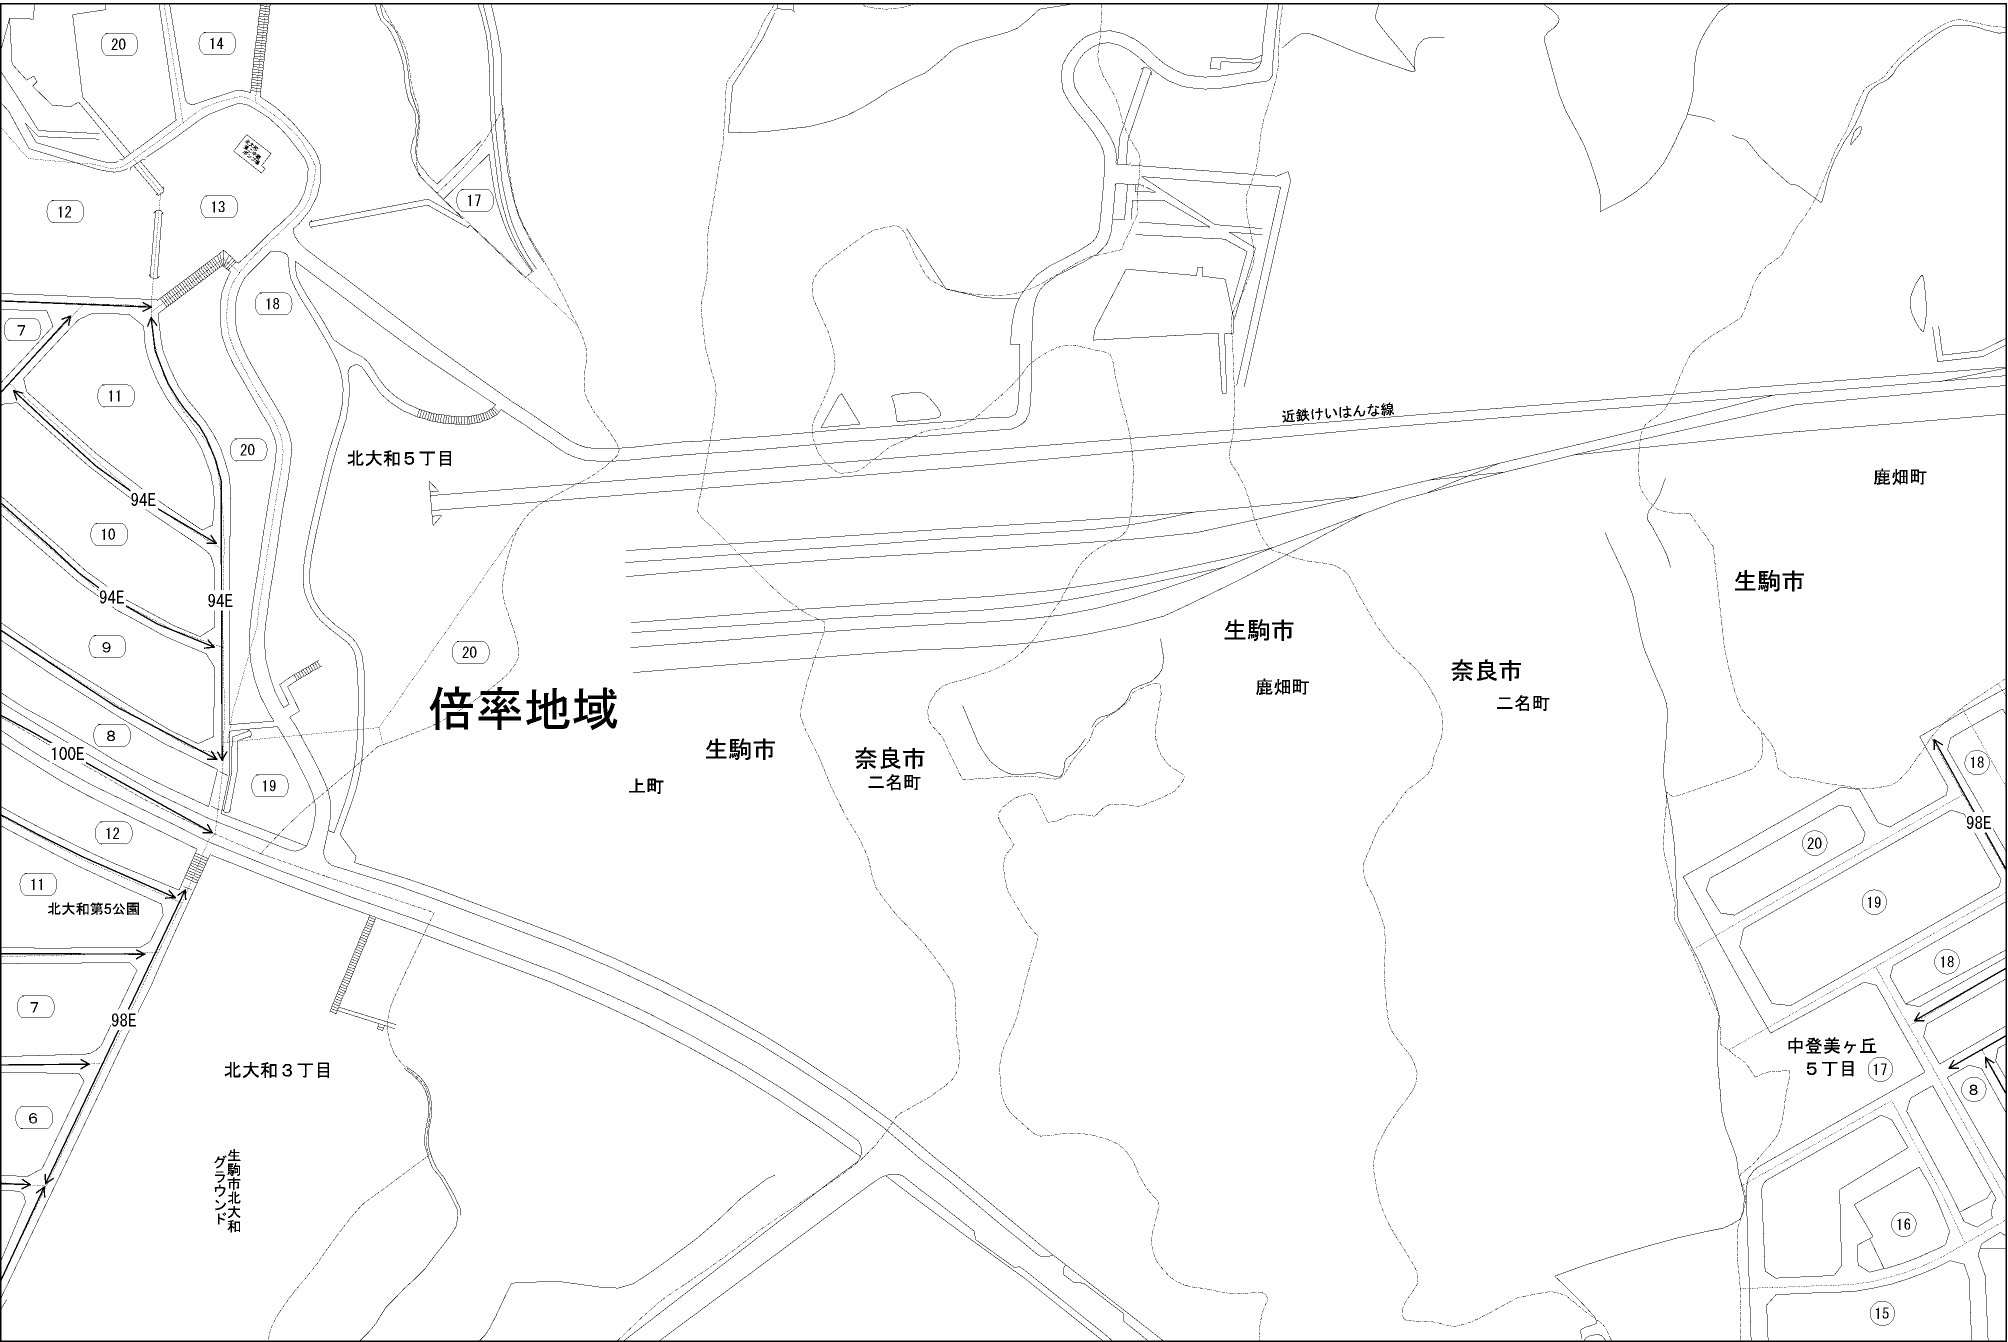 20
14
12
13
17
18
7
11
20
近鉄けいはんな線
北大和5丁目
鹿畑町
94E
10
94E
94E
生駒市
9
20
生駒市
奈良市
鹿畑町
二名町
倍率地域
8
100E
生駒市
奈良市
二名町
上町
19
18
98E
12
20
11
北大和第5公園
19
18
7
98E
中登美ヶ丘
5丁目
17
北大和3丁目
8
6
生駒市北大和
グラウンド
16
15